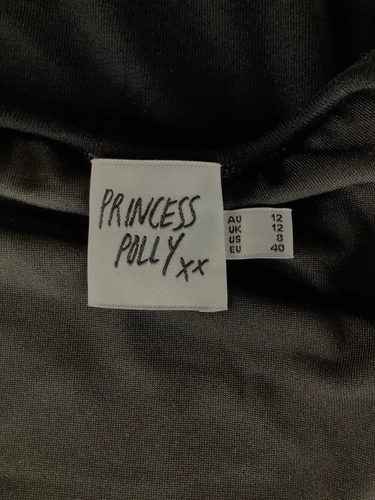 PRINCESS
POLLY xx
AU 12
UK 12
US 8
EU 40